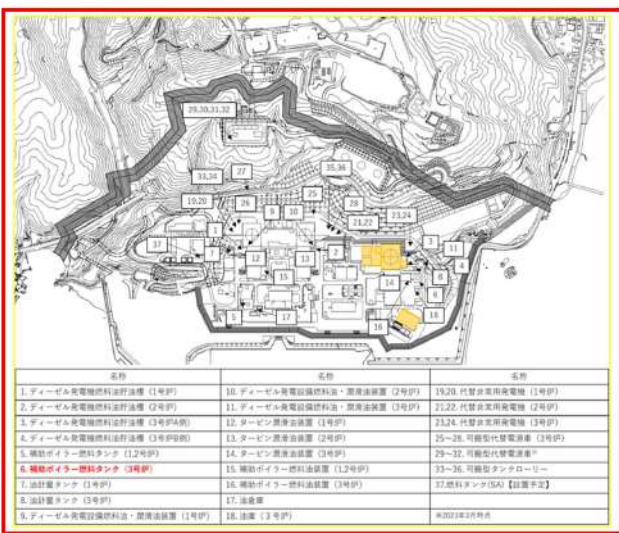 29,30,31,32
33,34
27
35,36
19,20
26
9
10
25
28
21,22
23,24
1
37
7
12
13
15
2
3
11
8
4
14
6
5
17
16
18
名称
名称
名称
1. ディーゼル発電機燃料油貯油槽（1号炉）
10. ディーゼル発電設備燃料油・潤滑油装置（2号炉）
19,20. 代替非常用発電機（1号炉）
2. ディーゼル発電機燃料油貯油槽（2号炉）
11. ディーゼル発電設備燃料油・潤滑油装置（3号炉）
21,22. 代替非常用発電機（2号炉）
3. ディーゼル発電機燃料油貯油槽（3号炉A側）
12. タービン潤滑油装置（1号炉）
23,24. 代替非常用発電機（3号炉）
4. ディーゼル発電機燃料油貯油槽（3号炉B側）
13. タービン潤滑油装置（2号炉）
25～28. 可搬型代替電源車（3号炉）
5. 補助ボイラー燃料タンク（1,2号炉）
14. タービン潤滑油装置（3号炉）
29～32. 可搬型代替電源車※
6. 補助ボイラー燃料タンク（3号炉）
15. 補助ボイラー燃料油装置（1,2号炉）
33～36. 可搬型タンクローリー
7. 油計量タンク（1号炉）
16. 補助ボイラー燃料油装置（3号炉）
37.燃料タンク(SA)【設置予定】
8. 油計量タンク（3号炉）
17. 油倉庫
9. ディーゼル発電設備燃料油・潤滑油装置（1号炉）
18. 油庫（３号炉）
※2023年3月時点